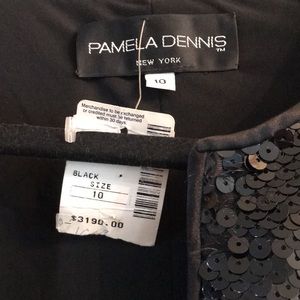 PAMELA DENNIS
TM
NEW YORK
10
Merchandise to be exchanged
or credited must be returned
within 30 days
BLACK
SIZE
10
$3190.00